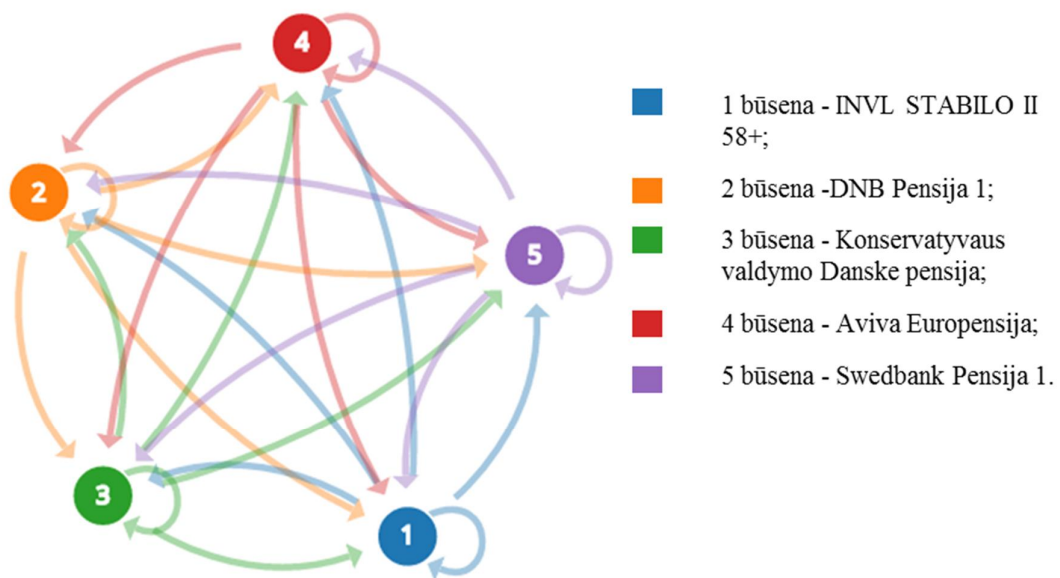 4
2
5
3
1
1 būsena - INVL STABILO II
58+;
2 būsena -DNB Pensija 1;
3 būsena - Konservatyvaus
valdymo Danske pensija;
4 būsena - Aviva Europensija;
5 būsena - Swedbank Pensija 1.